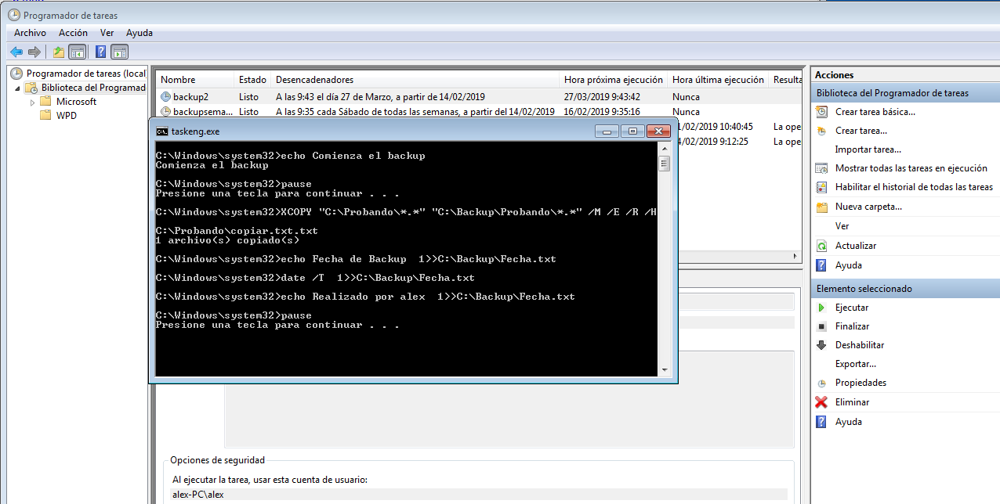 Programador de tareas
Archivo Acción Ver Ayuda
Programador de tareas (local
Biblioteca del Programad
Microsoft
WPD
Nombre Estado Desencadenadores Hora próxima ejecución Hora última ejecución Resulta
backup2 Listo A las 9:43 el día 27 de Marzo, a partir de 14/02/2019 27/03/2019 9:43:42 Nunca
backupsema... Listo A las 9:35 cada Sábado de todas las semanas, a partir del 14/02/2019 16/02/2019 9:35:16 Nunca
1/02/2019 10:40:45 La ope
4/02/2019 9:12:25 La ope
taskeng.exe
C:\Windows\system32>echo Comienza el backup
Comienza el backup
C:\Windows\system32>pause
Presione una tecla para continuar . . .
C:\Windows\system32>XCOPY "C:\Probando\*.*" "C:\Backup\Probando\*.*" /M /E /R /H
C:\Probando\copiar.txt.txt
1 archivo(s) copiado(s)
C:\Windows\system32>echo Fecha de Backup  1>>C:\Backup\Fecha.txt
C:\Windows\system32>date /T  1>>C:\Backup\Fecha.txt
C:\Windows\system32>echo Realizado por alex  1>>C:\Backup\Fecha.txt
C:\Windows\system32>pause
Presione una tecla para continuar . . .
Opciones de seguridad
Al ejecutar la tarea, usar esta cuenta de usuario:
alex-PC\alex
Acciones
Biblioteca del Programador de tareas
Crear tarea básica...
Crear tarea...
Importar tarea...
Mostrar todas las tareas en ejecución
Habilitar el historial de todas las tareas
Nueva carpeta...
Ver
Actualizar
Ayuda
Elemento seleccionado
Ejecutar
Finalizar
Deshabilitar
Exportar...
Propiedades
Eliminar
Ayuda